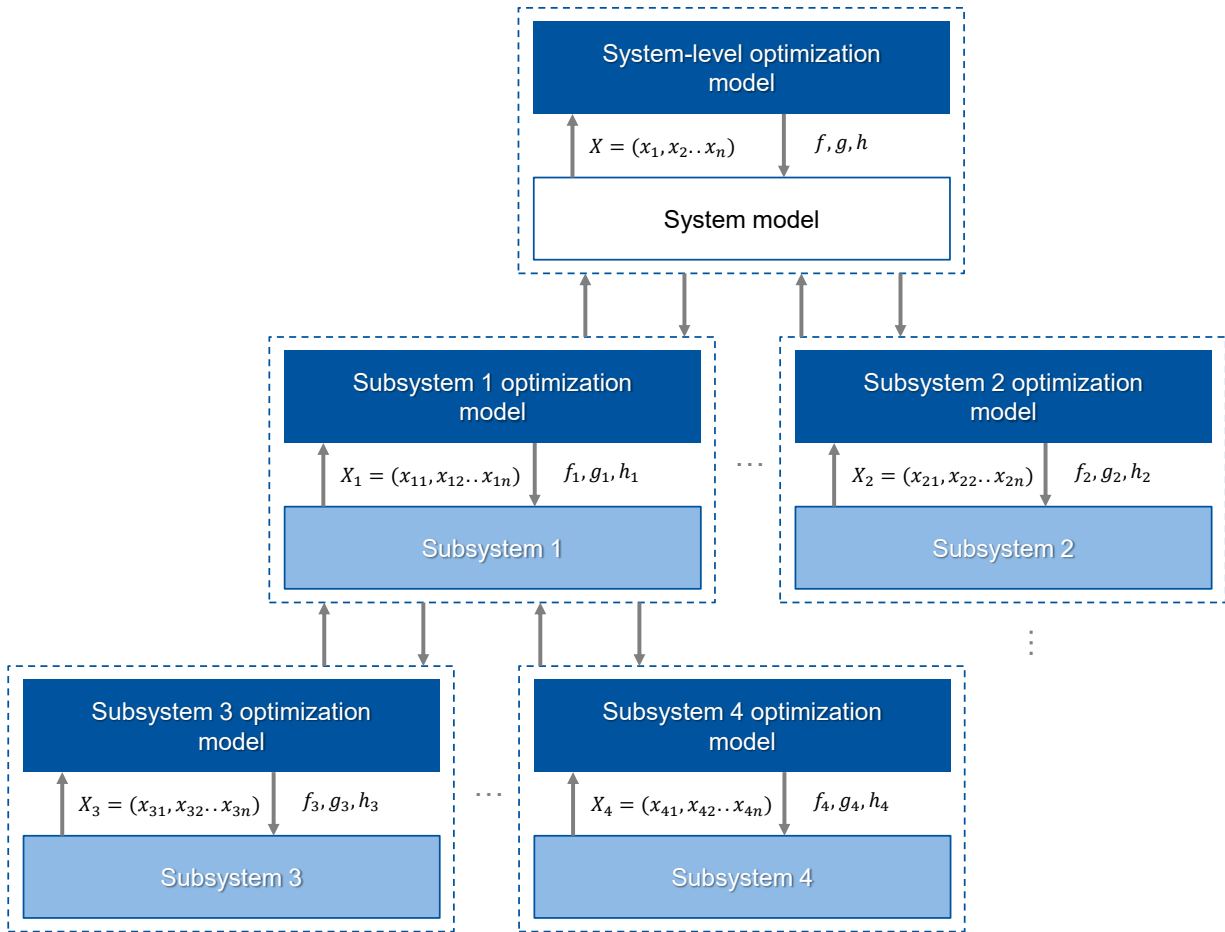 System-level optimization
model
X = (x₁, x₂. . xₙ)
f, g, h
System model
Subsystem 1 optimization
model
X₁ = (x₁₁, x₁₂. . x₁ₙ)
f₁, g₁, h₁
Subsystem 1
...
Subsystem 2 optimization
model
X₂ = (x₂₁, x₂₂. . x₂ₙ)
f₂, g₂, h₂
Subsystem 2
⋮
Subsystem 3 optimization
model
X₃ = (x₃₁, x₃₂. . x₃ₙ)
f₃, g₃, h₃
Subsystem 3
...
Subsystem 4 optimization
model
X₄ = (x₄₁, x₄₂. . x₄ₙ)
f₄, g₄, h₄
Subsystem 4